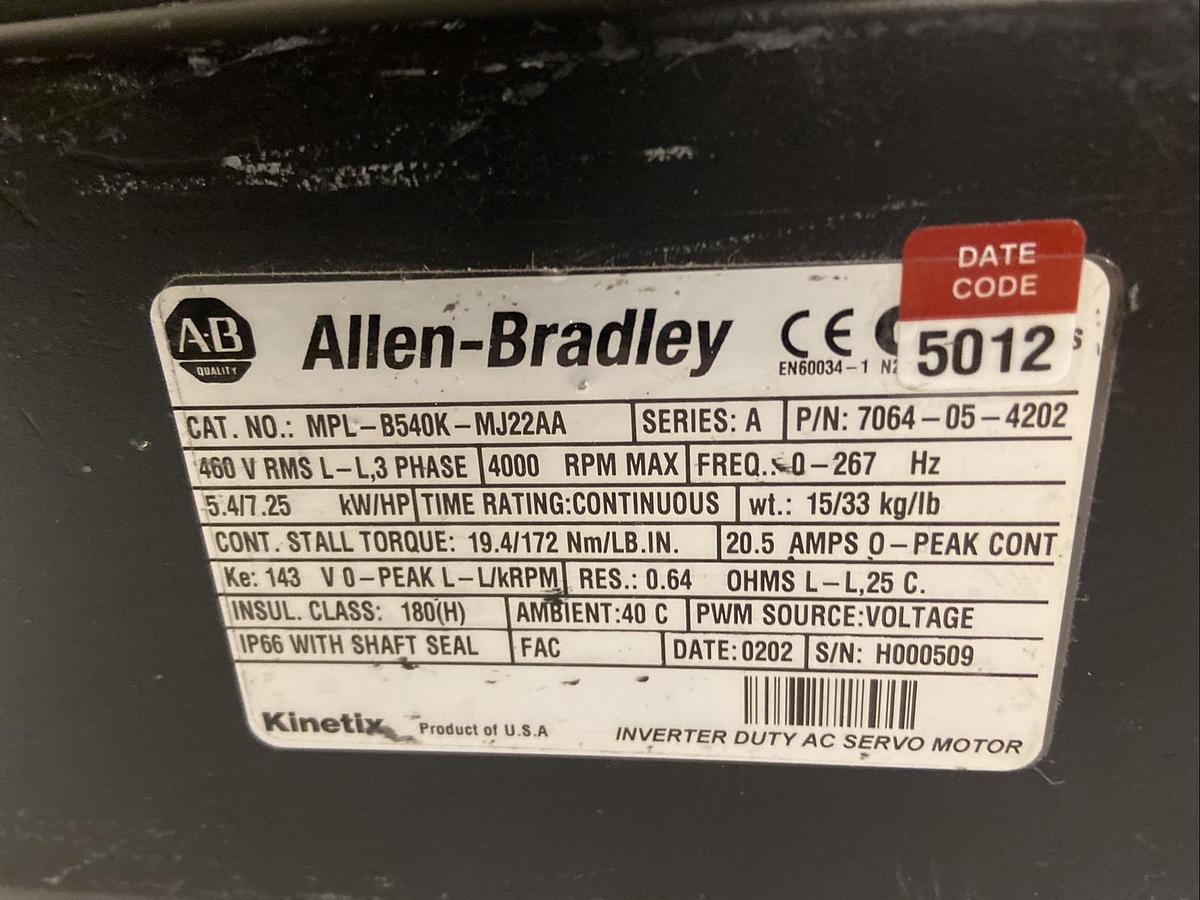 DATE
CODE
5012
A·B
QUALITY
Allen-Bradley
CE
EN60034-1
CAT. NO.: MPL-B540K-MJ22AA SERIES: A P/N: 7064-05-4202
460 V RMS L-L,3 PHASE 4000 RPM MAX FREQ.: 0-267 Hz
5.4/7.25 kW/HP TIME RATING:CONTINUOUS wt.: 15/33 kg/lb
CONT. STALL TORQUE: 19.4/172 Nm/LB.IN. 20.5 AMPS 0-PEAK CONT
Ke: 143 V 0-PEAK L-L/kRPM RES.: 0.64 OHMS L-L,25 C.
INSUL. CLASS: 180(H) AMBIENT:40 C PWM SOURCE:VOLTAGE
IP66 WITH SHAFT SEAL FAC DATE:0202 S/N: H000509
Kinetix Product of U.S.A INVERTER DUTY AC SERVO MOTOR